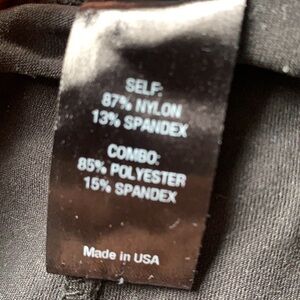 SELF:
87% NYLON
13% SPANDEX
COMBO:
85% POLYESTER
15% SPANDEX
Made in USA